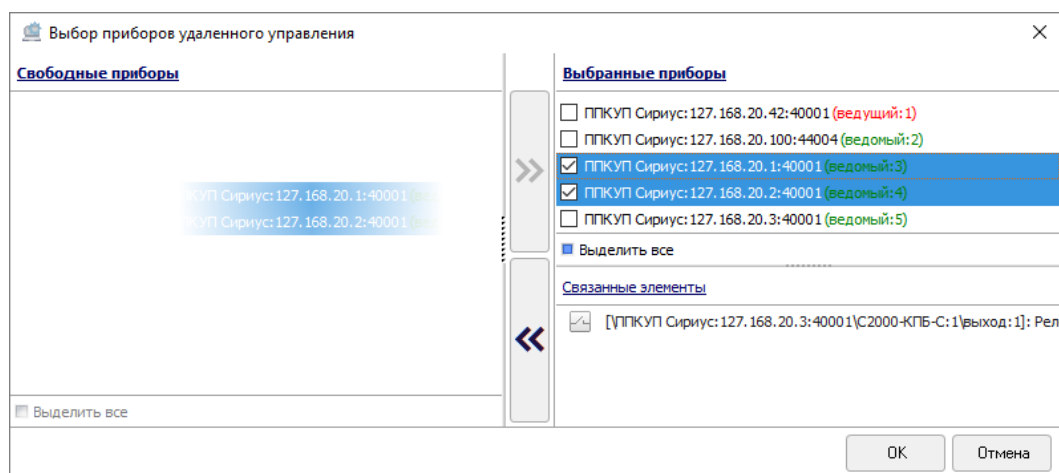 Выбор приборов удаленного управления
Свободные приборы
КУП Сириус:127.168.20.1:40001
КУП Сириус:127.168.20.2:40001
Выделить все
Выбранные приборы
ППКУП Сириус:127.168.20.42:40001 (ведущий:1)
ППКУП Сириус:127.168.20.100:44004 (ведомый:2)
ППКУП Сириус:127.168.20.1:40001 (ведомый:3)
ППКУП Сириус:127.168.20.2:40001 (ведомый:4)
ППКУП Сириус:127.168.20.3:40001 (ведомый:5)
Выделить все
Связанные элементы
[\ППКУП Сириус:127.168.20.3:40001\С2000-КПБ-С:1\выход:1]: Рел
OK
Отмена